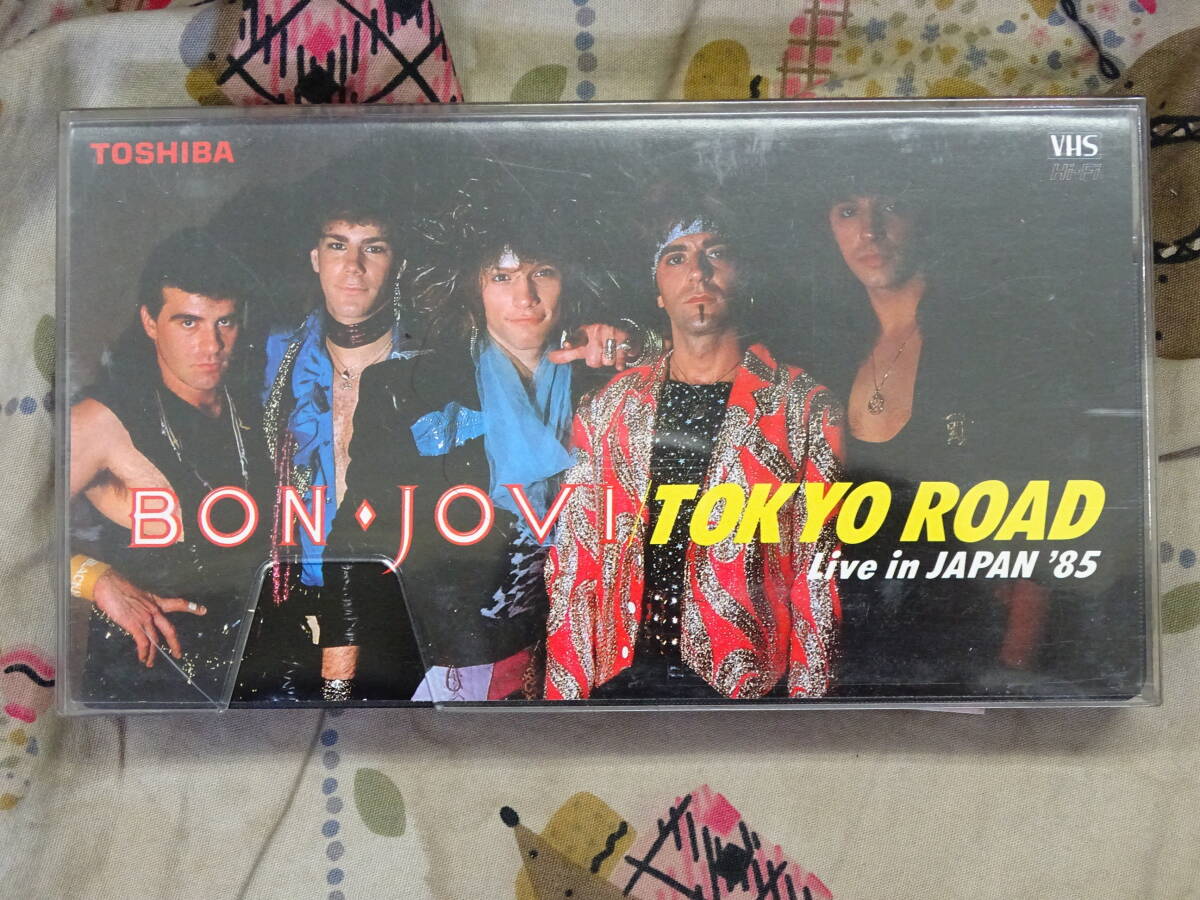 TOSHIBA
VHS
Hi-Fi
BON • JOVI / TOKYO ROAD
Live in JAPAN '85